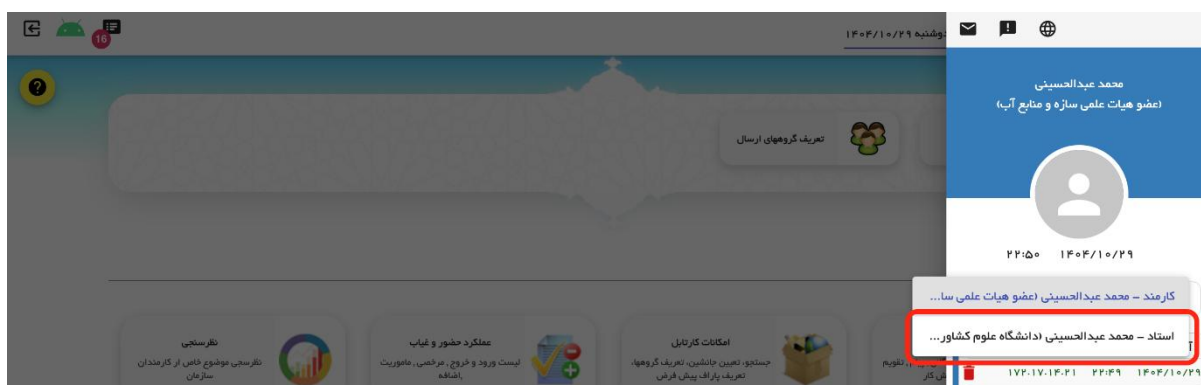 16
دوشنبه ۱۴۰۴/۱۰/۲۹
محمد عبدالحسینی
(عضو هیات علمی سازه و منابع آب)
تعریف گروههای ارسال
۱۴۰۴/۱۰/۲۹ ۲۲:۵۰
کارمند – محمد عبدالحسینی (عضو هیات علمی سا...
استاد – محمد عبدالحسینی (دانشگاه علوم کشاور...
۱۴۰۴/۱۰/۲۹ ۲۲:۴۹ ۱۷۲.۱۷.۱۴.۲۱
تقویم
ش کار
امکانات کارتابل
جستجو، تعیین جانشین، تعریف گروهها،
تعریف پاراف پیش فرض
عملکرد حضور و غیاب
لیست ورود و خروج, مرخصی, ماموریت
,اضافه
نظرسنجی
نظرسجی موضوع خاص از کارمندان
سازمان